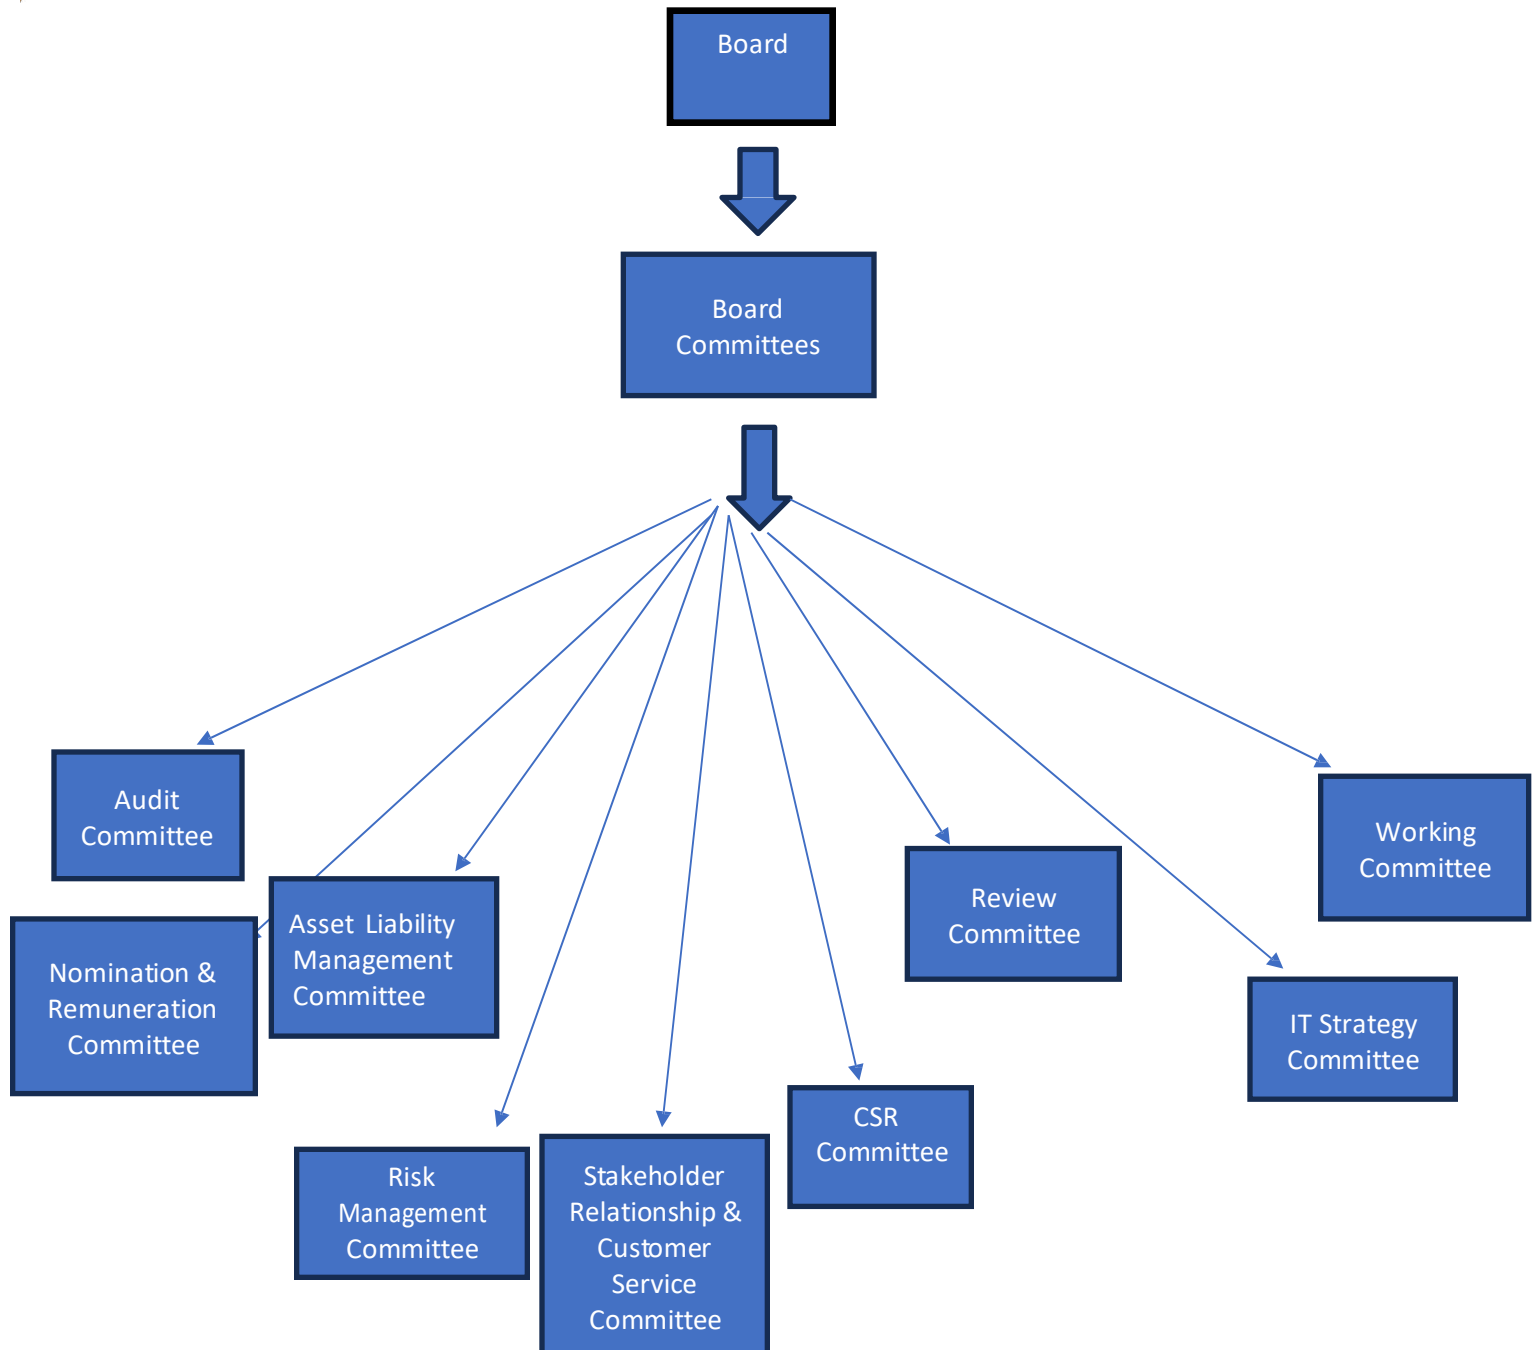 Board
Board
Committees
Audit
Committee
Nomination &
Remuneration
Committee
Asset Liability
Management
Committee
Risk
Management
Committee
Stakeholder
Relationship &
Customer
Service
Committee
CSR
Committee
Review
Committee
IT Strategy
Committee
Working
Committee